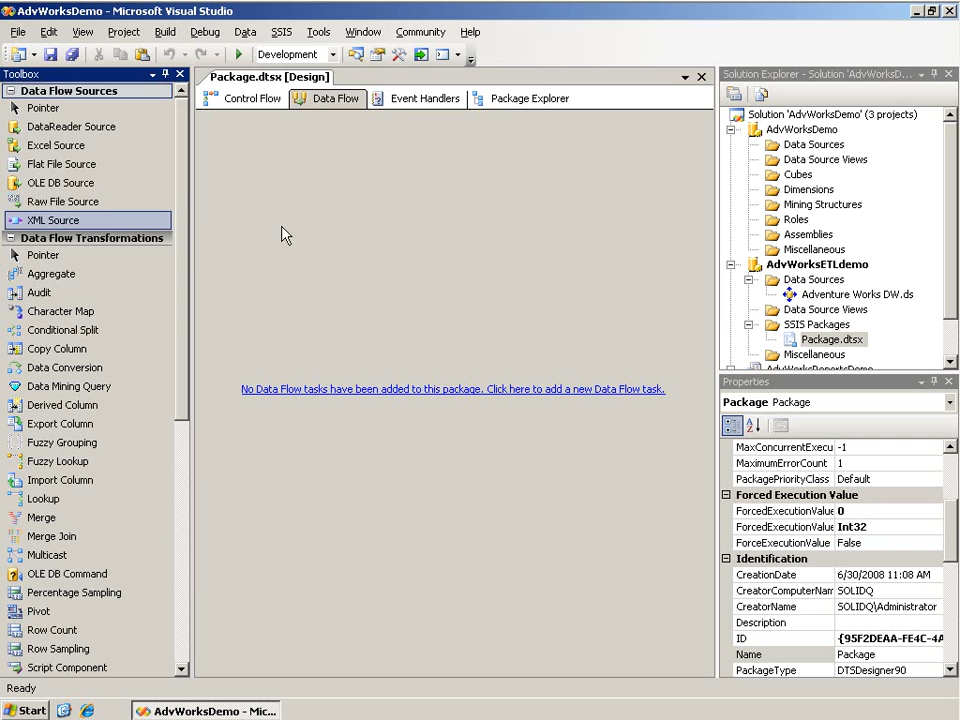 AdvWorksDemo - Microsoft Visual Studio
File Edit View Project Build Debug Data SSIS Tools Window Community Help
Development
Toolbox
Data Flow Sources
Pointer
DataReader Source
Excel Source
Flat File Source
OLE DB Source
Raw File Source
XML Source
Data Flow Transformations
Pointer
Aggregate
Audit
Character Map
Conditional Split
Copy Column
Data Conversion
Data Mining Query
Derived Column
Export Column
Fuzzy Grouping
Fuzzy Lookup
Import Column
Lookup
Merge
Merge Join
Multicast
OLE DB Command
Percentage Sampling
Pivot
Row Count
Row Sampling
Script Component
Package.dtsx [Design]
Control Flow Data Flow Event Handlers Package Explorer
No Data Flow tasks have been added to this package. Click here to add a new Data Flow task.
Solution Explorer - Solution 'AdvWorksD...
Solution 'AdvWorksDemo' (3 projects)
AdvWorksDemo
Data Sources
Data Source Views
Cubes
Dimensions
Mining Structures
Roles
Assemblies
Miscellaneous
AdvWorksETLdemo
Data Sources
Adventure Works DW.ds
Data Source Views
SSIS Packages
Package.dtsx
Miscellaneous
AdvWorksReportsDemo
Properties
Package Package
MaxConcurrentExecu -1
MaximumErrorCount 1
PackagePriorityClass Default
Forced Execution Value
ForcedExecutionValue 0
ForcedExecutionValue Int32
ForceExecutionValue False
Identification
CreationDate 6/30/2008 11:08 AM
CreatorComputerNam SOLIDQ
CreatorName SOLIDQ\Administrator
Description
ID {95F2DEAA-FE4C-4A
Name Package
PackageType DTSDesigner90
Ready
Start AdvWorksDemo - Mic...